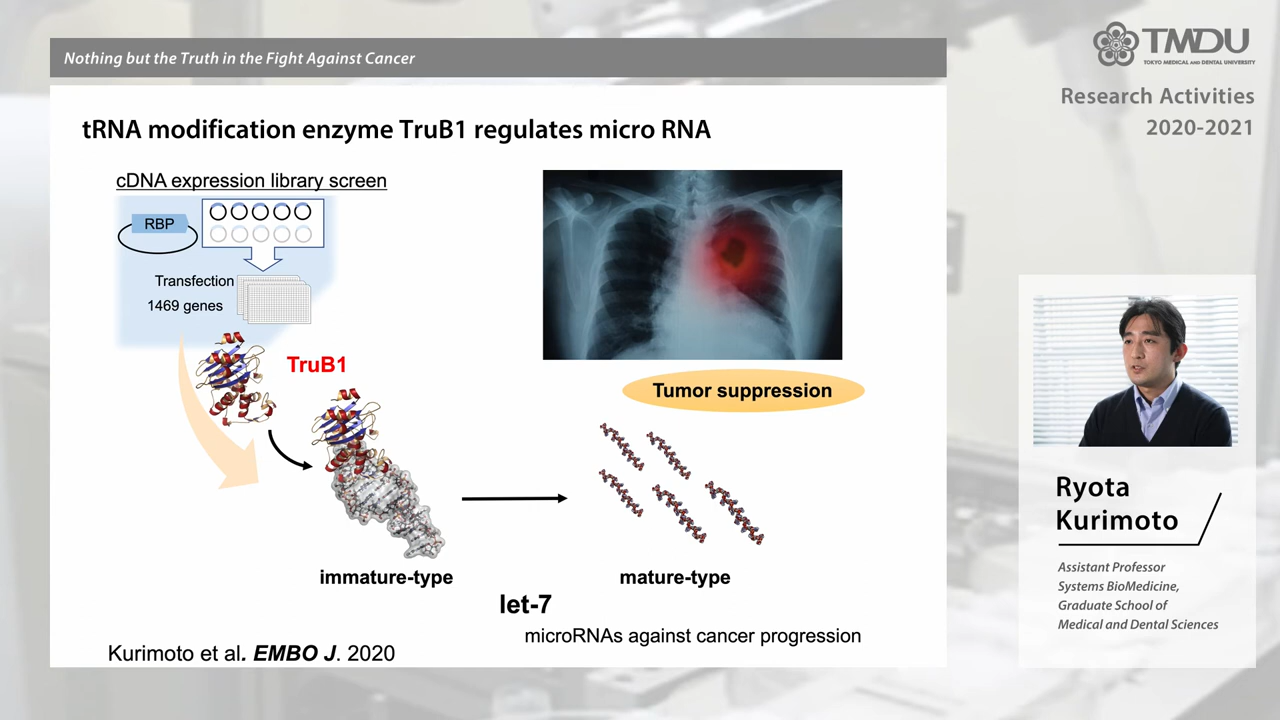 Nothing but the Truth in the Fight Against Cancer
tRNA modification enzyme TruB1 regulates micro RNA
cDNA expression library screen
RBP
Transfection
1469 genes
TruB1
Tumor suppression
immature-type
mature-type
let-7
microRNAs against cancer progression
Kurimoto et al. EMBO J. 2020
TMDU
TOKYO MEDICAL AND DENTAL UNIVERSITY
Research Activities
2020-2021
Ryota
Kurimoto
Assistant Professor
Systems BioMedicine,
Graduate School of
Medical and Dental Sciences